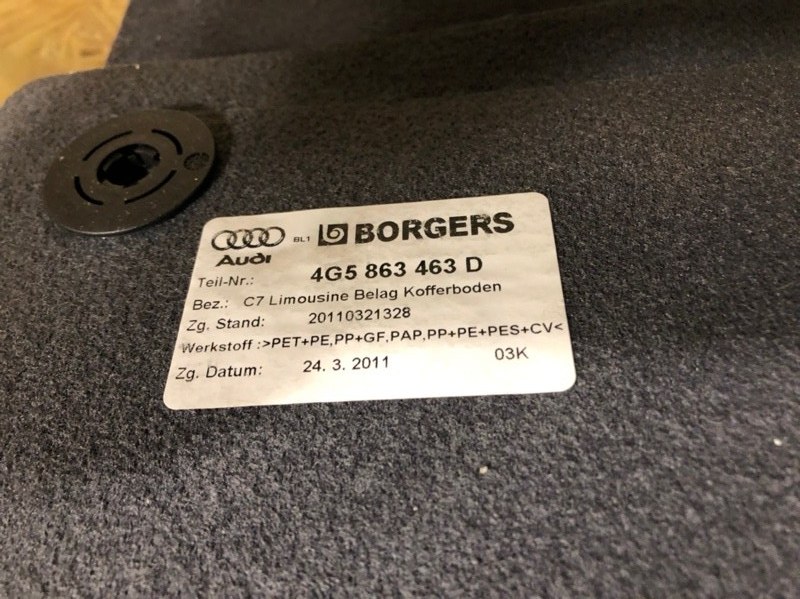 BL1 BORGERS
Audi
Teil-Nr.: 4G5 863 463 D
Bez.: C7 Limousine Belag Kofferboden
Zg. Stand: 20110321328
Werkstoff :>PET+PE,PP+GF,PAP,PP+PE+PES+CV<
Zg. Datum: 24. 3. 2011 03K